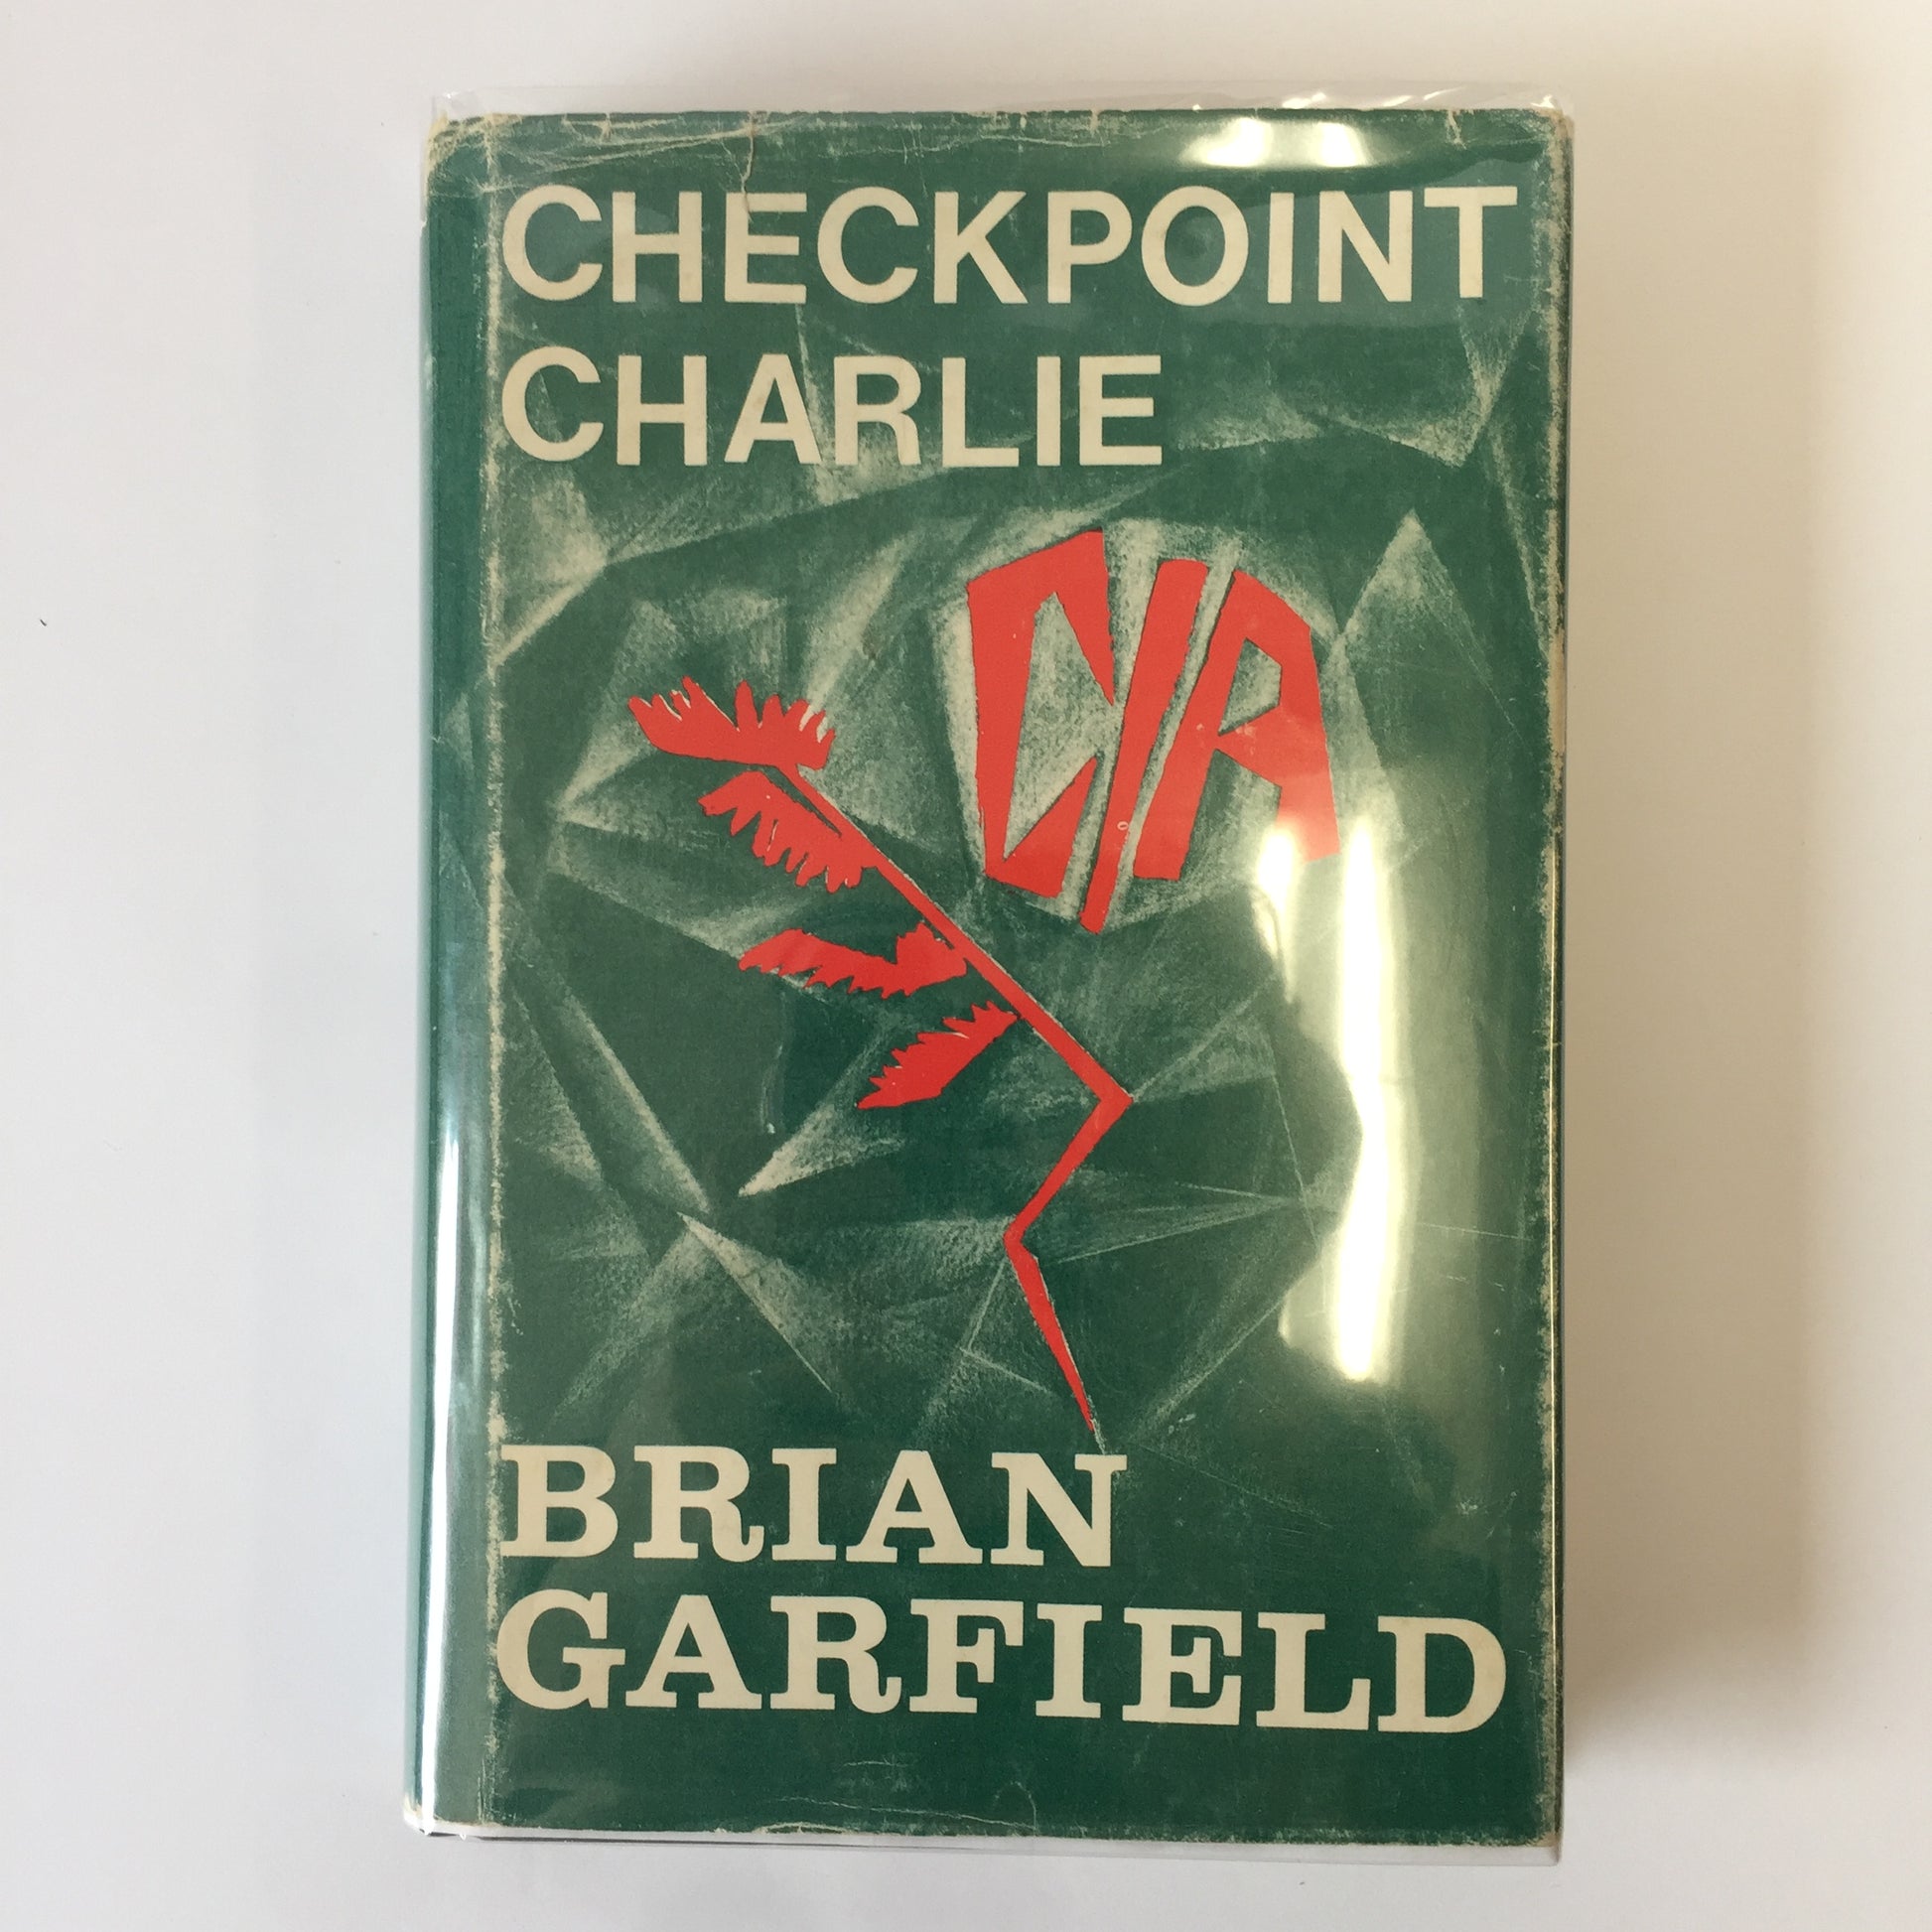 CHECKPOINT
CHARLIE
CIA
BRIAN
GARFIELD